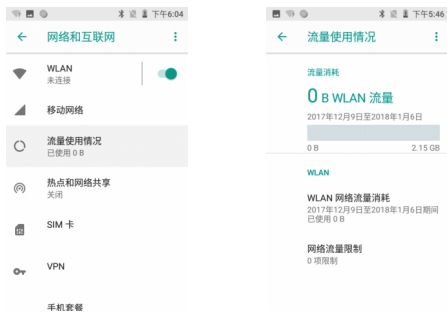 下午6:04
网络和互联网
WLAN
未连接
移动网络
流量使用情况
已使用 0 B
热点和网络共享
关闭
SIM 卡
VPN
手机套餐
下午5:46
流量使用情况
流量消耗
0 B WLAN 流量
2017年12月9日至2018年1月6日
0 B 2.15 GB
WLAN
WLAN 网络流量消耗
2017年12月9日至2018年1月6日期间
已使用 0 B
网络流量限制
0 项限制